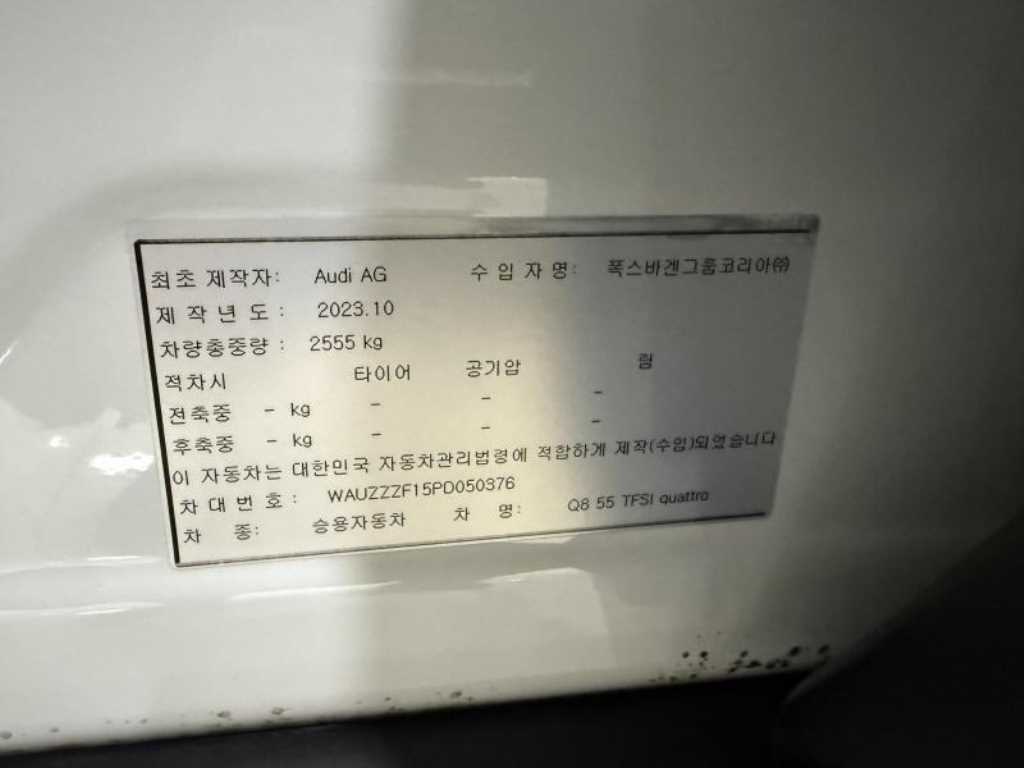 최초 제작자: Audi AG 수 입 자 명: 폭스바겐그룹코리아㈜
제 작 년 도 : 2023.10
차량총중량 : 2555 kg
적차시 타이어 공기압 림
전축중 - kg - - -
후축중 - kg - - -
이 자동차는 대한민국 자동차관리법령에 적합하게 제작(수입)되었습니다
차 대 번 호 : WAUZZZF15PD050376
차 종: 승용자동차 차 명: Q8 55 TFSI quattro